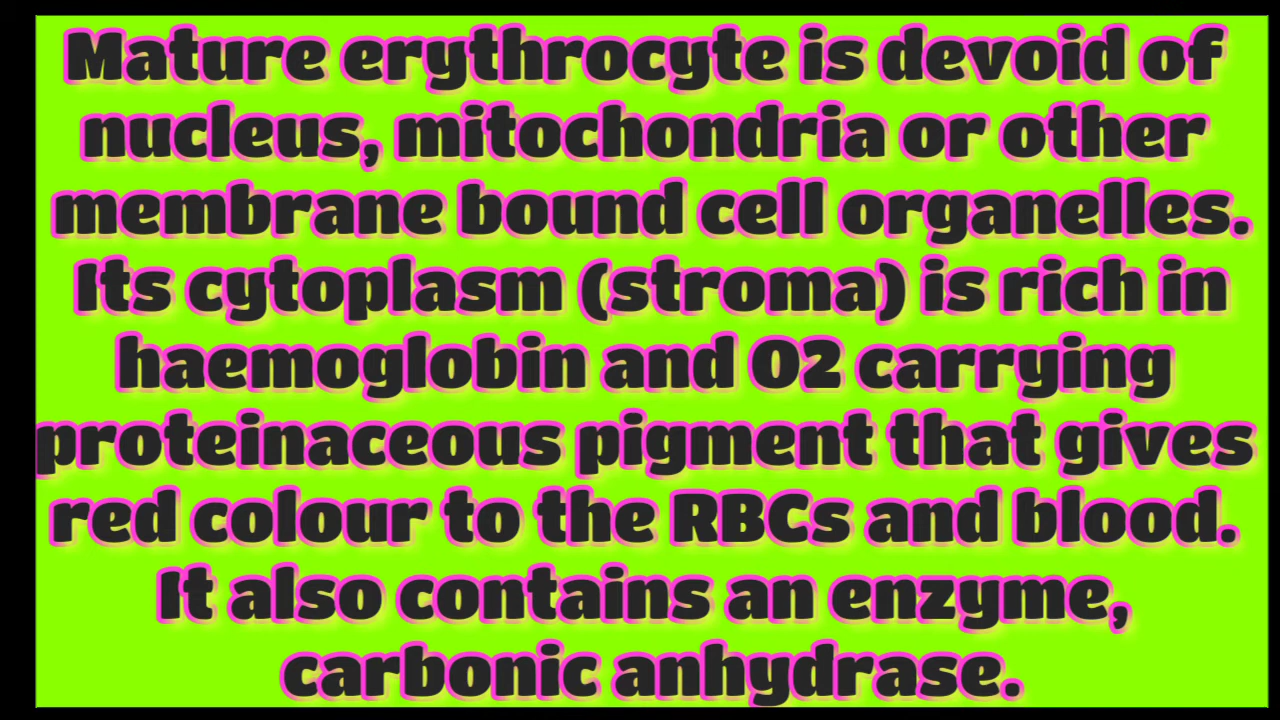 Mature erythrocyte is devoid of
nucleus, mitochondria or other
membrane bound cell organelles.
Its cytoplasm (stroma) is rich in
haemoglobin and O2 carrying
proteinaceous pigment that gives
red colour to the RBCs and blood.
It also contains an enzyme,
carbonic anhydrase.